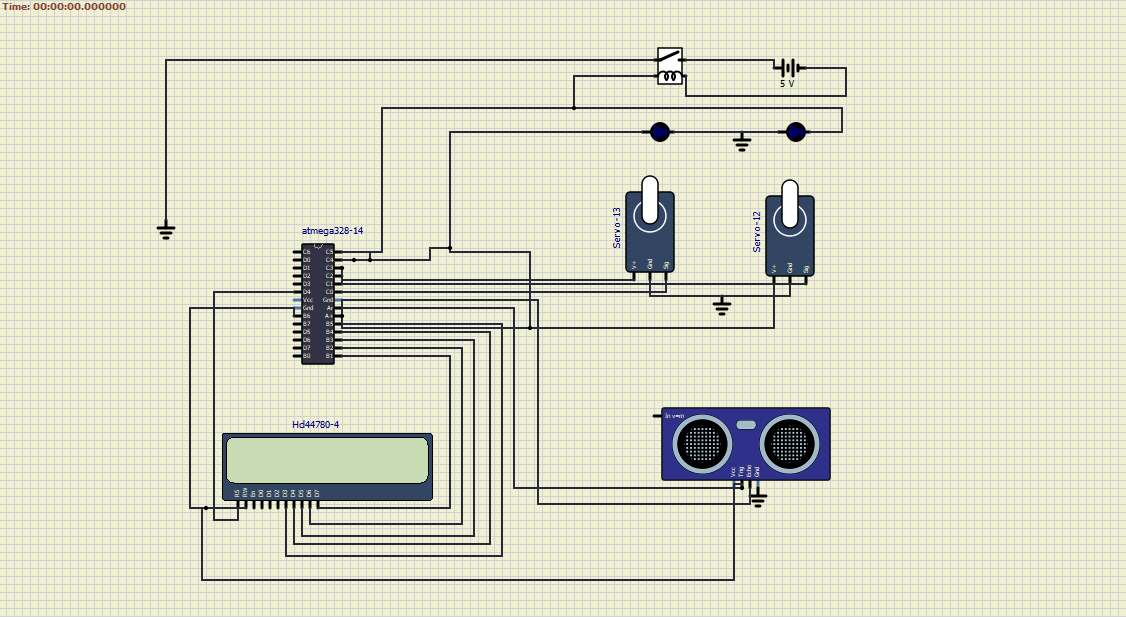 Time: 00:00:00.000000
5 V
Servo-13
V+
Gnd
Sig
Servo-12
V+
Gnd
Sig
atmega328-14
C6 C5
D0 C4
D1 C3
D2 C2
D3 C1
D4 C0
Vcc Gnd
Gnd Ar
B6 A+
B7 B5
D5 B4
D6 B3
D7 B2
B0 B1
In v=m
Vcc
Trig
Echo
Gnd
Hd44780-4
RS
RW
En
D0
D1
D2
D3
D4
D5
D6
D7